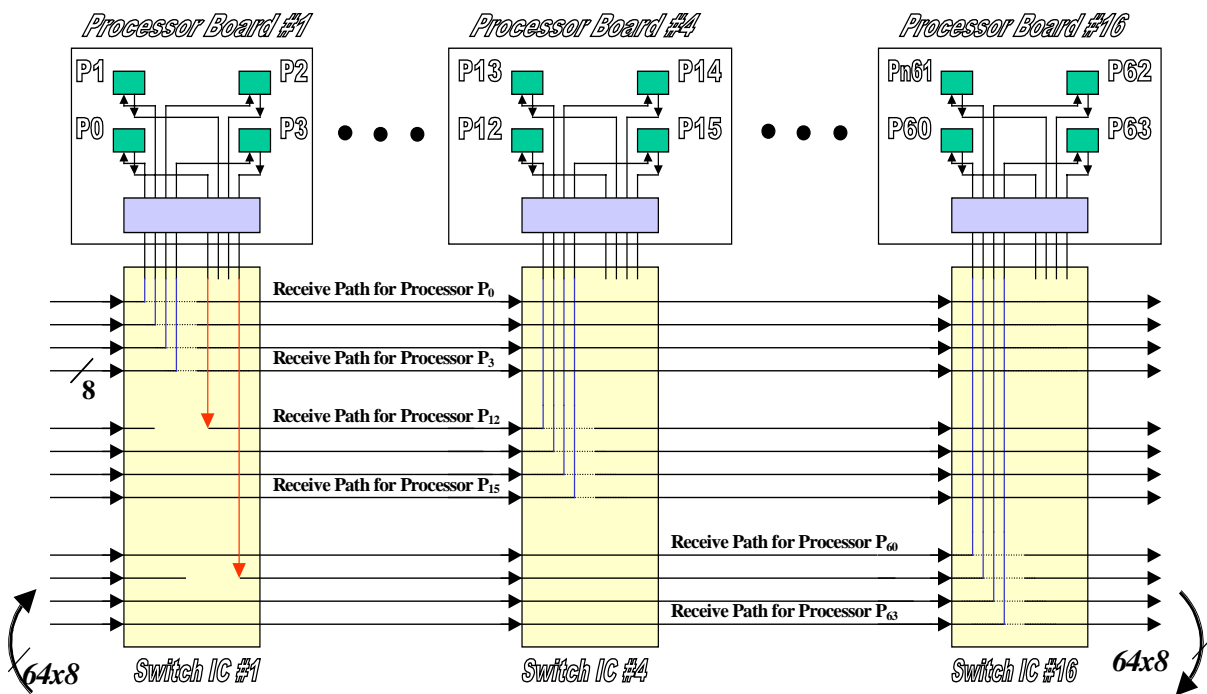 Processor Board #1
Processor Board #4
Processor Board #16
P1
P2
P13
P14
Pn61
P62
P0
P3
P12
P15
P60
P63
Receive Path for Processor P0
Receive Path for Processor P3
8
Receive Path for Processor P12
Receive Path for Processor P15
Receive Path for Processor P60
Receive Path for Processor P63
64x8
Switch IC #1
Switch IC #4
Switch IC #16
64x8